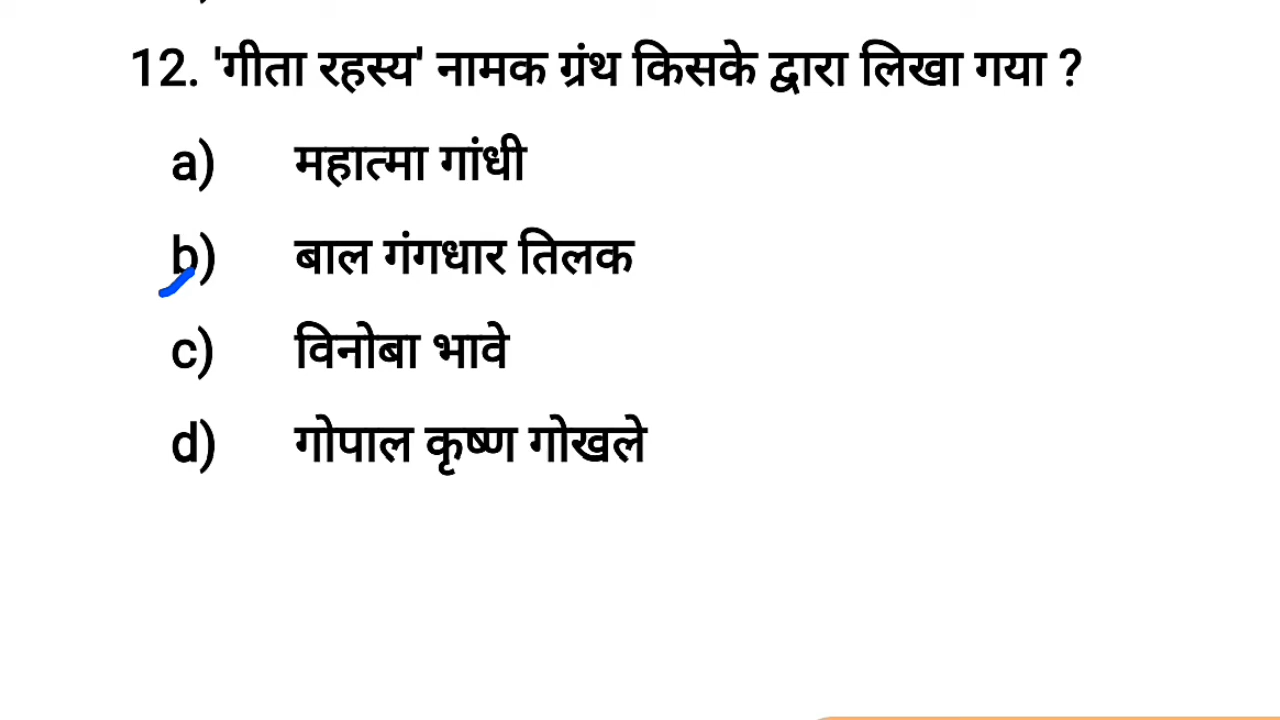 12. 'गीता रहस्य' नामक ग्रंथ किसके द्वारा लिखा गया ?
a) महात्मा गांधी
b) बाल गंगधार तिलक
c) विनोबा भावे
d) गोपाल कृष्ण गोखले